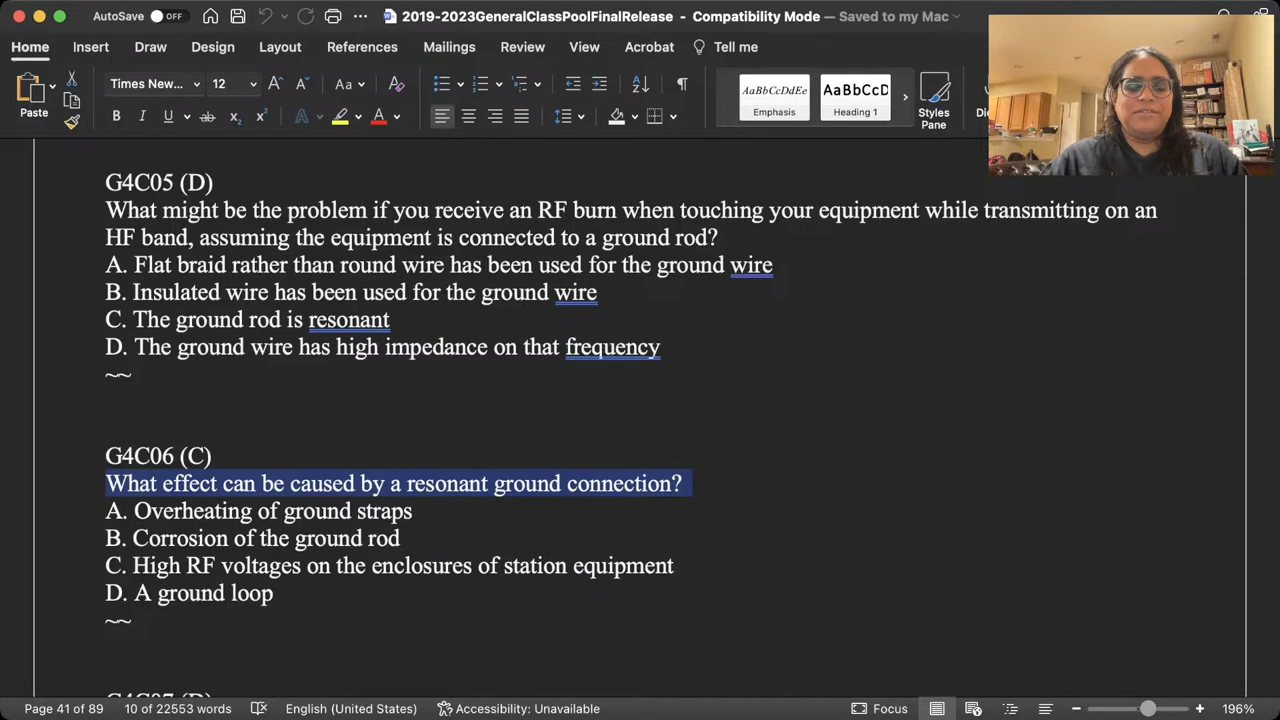 AutoSave OFF 2019-2023GeneralClassPoolFinalRelease - Compatibility Mode — Saved to my Mac
Home Insert Draw Design Layout References Mailings Review View Acrobat Tell me
Paste Times New... 12 Aa AaBbCcDdEe AaBbCcD
B I U ab x2 x2 A A Emphasis Heading 1 Styles Pane
G4C05 (D)
What might be the problem if you receive an RF burn when touching your equipment while transmitting on an
HF band, assuming the equipment is connected to a ground rod?
A. Flat braid rather than round wire has been used for the ground wire
B. Insulated wire has been used for the ground wire
C. The ground rod is resonant
D. The ground wire has high impedance on that frequency
~~
G4C06 (C)
What effect can be caused by a resonant ground connection?
A. Overheating of ground straps
B. Corrosion of the ground rod
C. High RF voltages on the enclosures of station equipment
D. A ground loop
~~
Page 41 of 89 10 of 22553 words English (United States) Accessibility: Unavailable Focus 196%